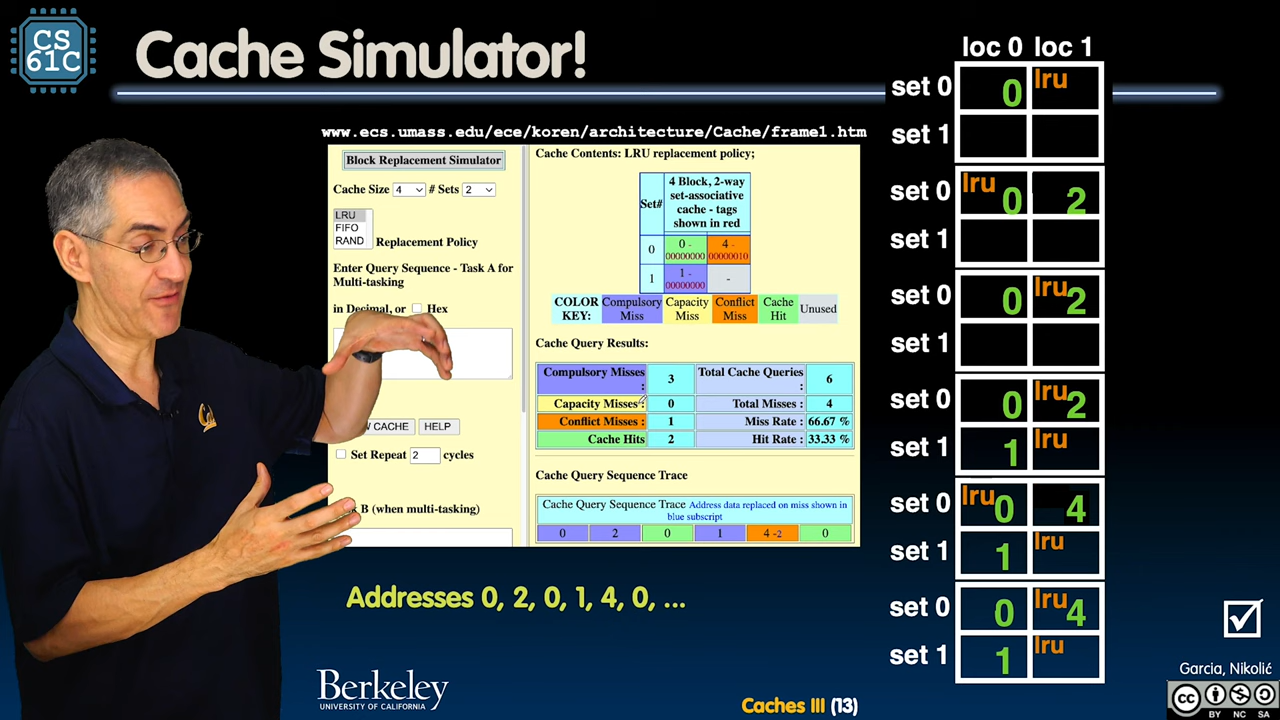 CS
61C
Cache Simulator!
www.ecs.umass.edu/ece/koren/architecture/Cache/frame1.htm
Block Replacement Simulator
Cache Size 4 # Sets 2
LRU
FIFO
RAND
Replacement Policy
Enter Query Sequence - Task A for
Multi-tasking
in Decimal, or Hex
W CACHE
HELP
Set Repeat 2 cycles
k B (when multi-tasking)
Cache Contents: LRU replacement policy;
Set#
4 Block, 2-way
set-associative
cache - tags
shown in red
0
0 -
00000000
4 -
00000010
1
1 -
00000000
-
COLOR
KEY:
Compulsory
Miss
Capacity
Miss
Conflict
Miss
Cache
Hit
Unused
Cache Query Results:
Compulsory Misses
:
3
Total Cache Queries
:
6
Capacity Misses : 0 Total Misses : 4
Conflict Misses : 1 Miss Rate : 66.67 %
Cache Hits 2 Hit Rate : 33.33 %
Cache Query Sequence Trace
Cache Query Sequence Trace Address data replaced on miss shown in
blue subscript
0 2 0 1 4 -2 0
Addresses 0, 2, 0, 1, 4, 0, ...
loc 0 loc 1
set 0 0 lru
set 1
set 0 lru 0 2
set 1
set 0 0 lru 2
set 1
set 0 0 lru 2
set 1 1 lru
set 0 lru 0 4
set 1 1 lru
set 0 0 lru 4
set 1 1 lru
Berkeley
UNIVERSITY OF CALIFORNIA
Caches III (13)
Garcia, Nikolić
cc
BY NC SA